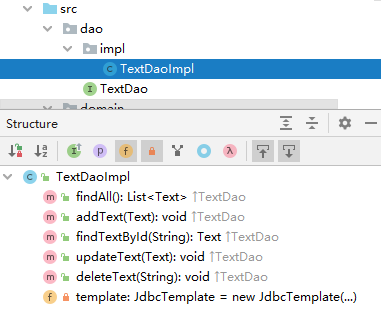 src
dao
impl
TextDaoImpl
TextDao
domain
Structure
TextDaoImpl
findAll(): List<Text> ↑TextDao
addText(Text): void ↑TextDao
findTextById(String): Text ↑TextDao
updateText(Text): void ↑TextDao
deleteText(String): void ↑TextDao
template: JdbcTemplate = new JdbcTemplate(...)